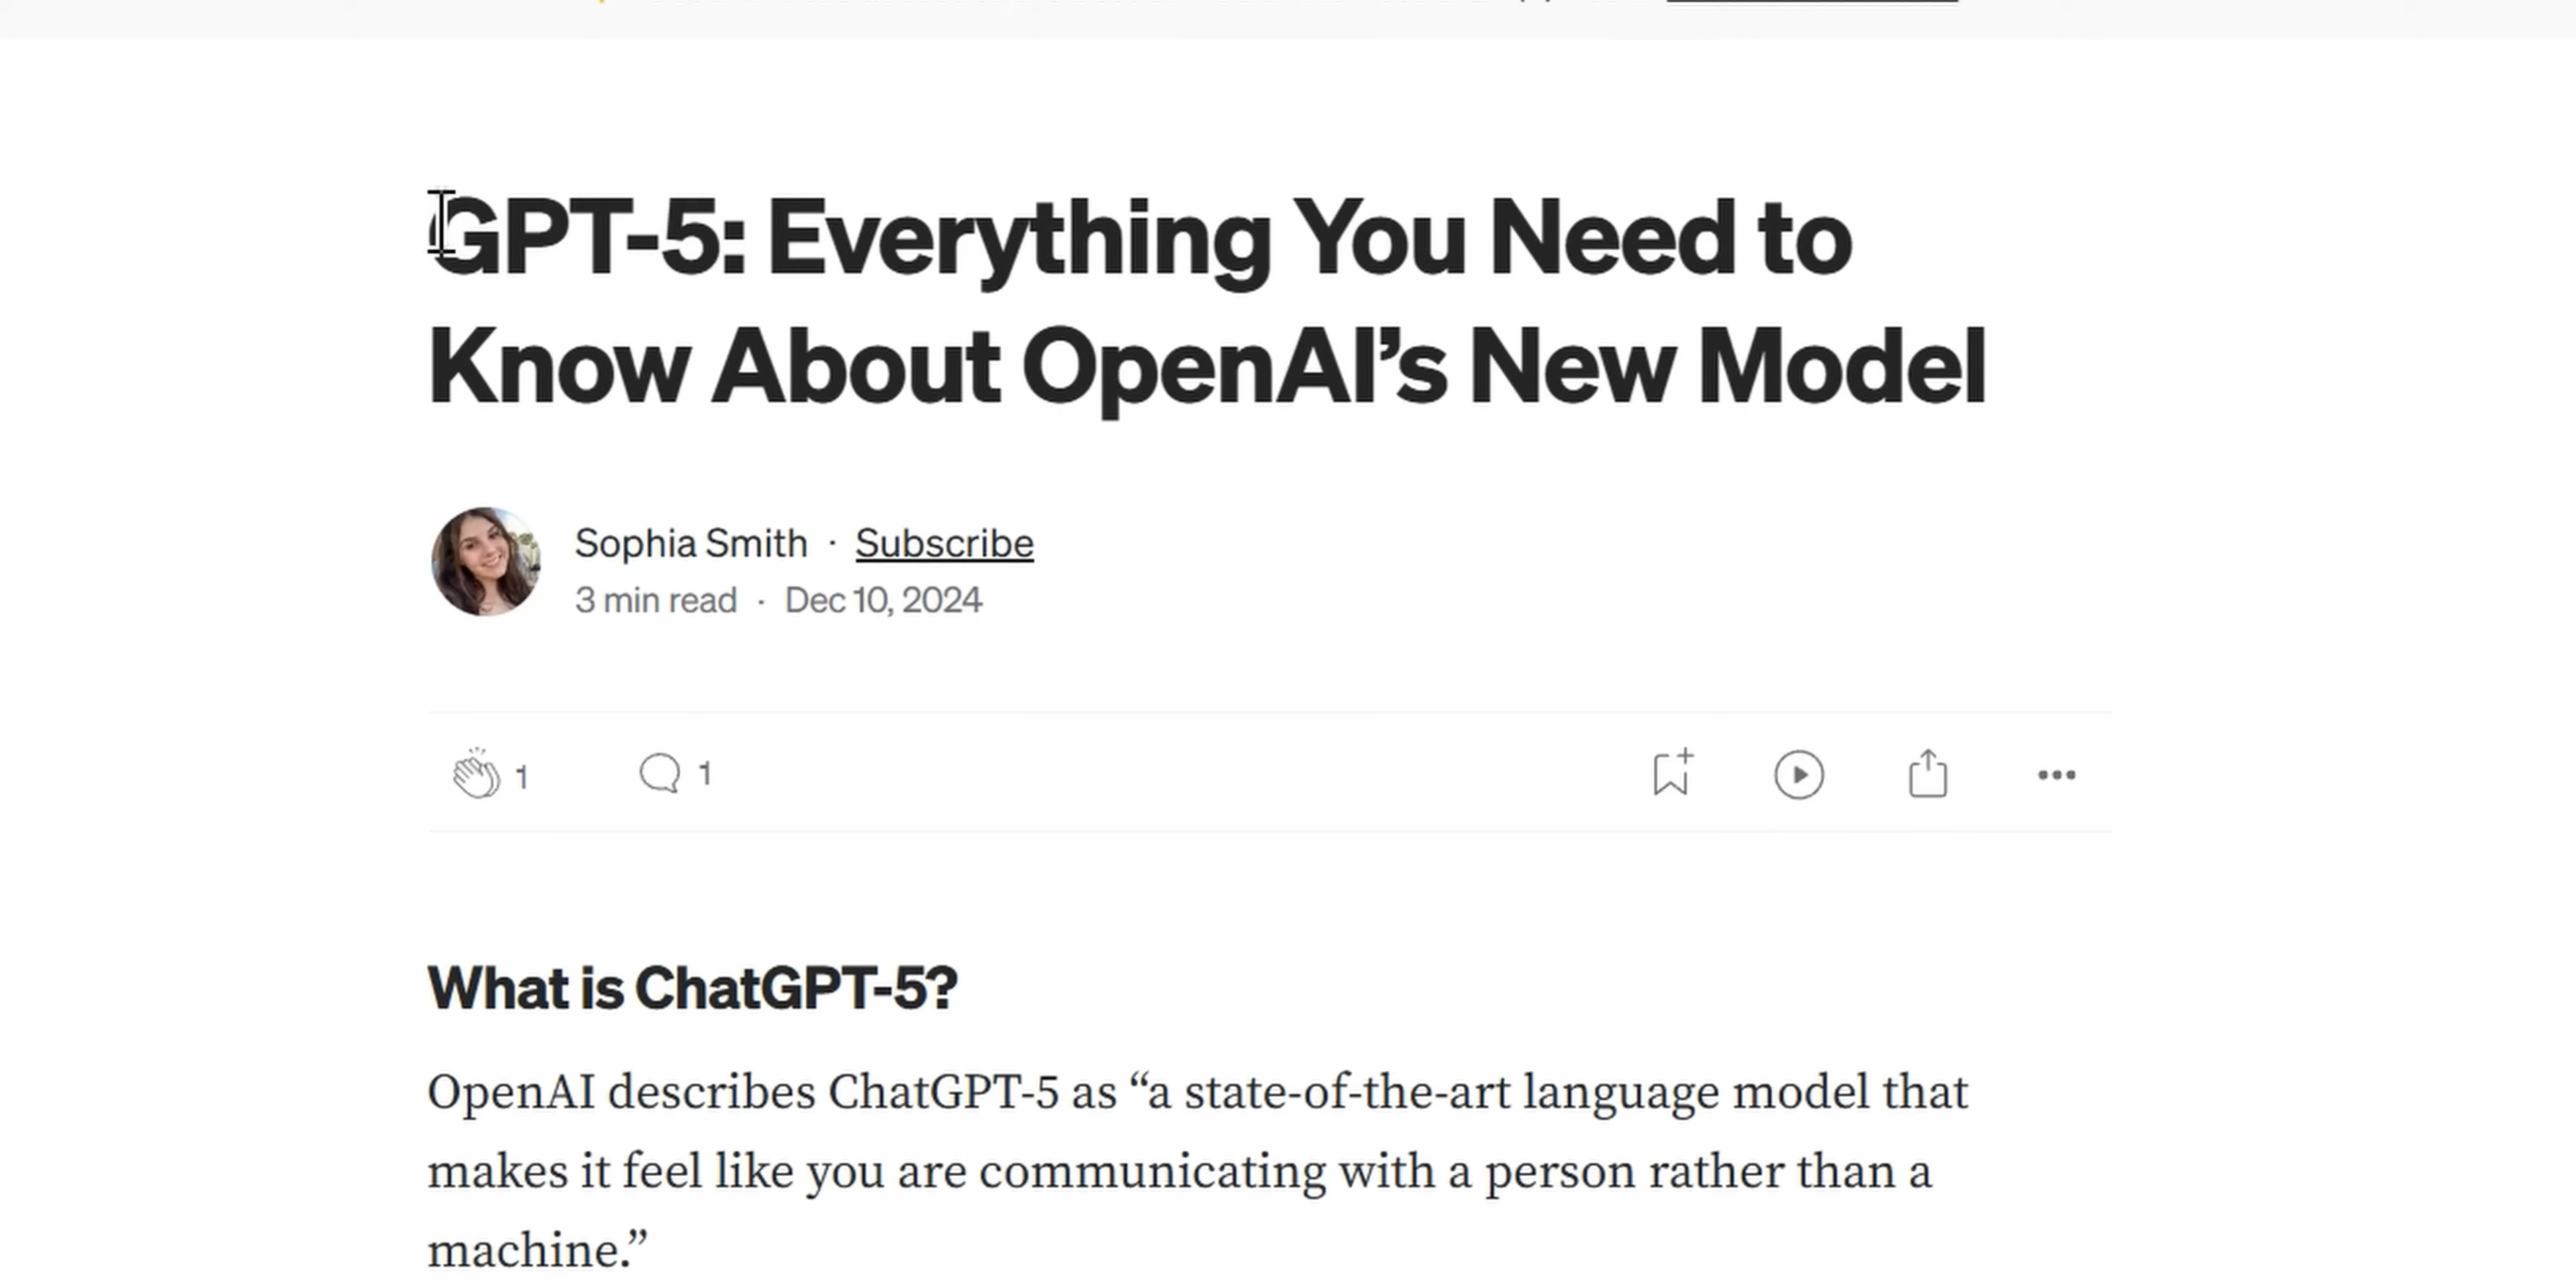 GPT-5: Everything You Need to
Know About OpenAI’s New Model
Sophia Smith · Subscribe
3 min read · Dec 10, 2024
1 1
What is ChatGPT-5?
OpenAI describes ChatGPT-5 as “a state-of-the-art language model that
makes it feel like you are communicating with a person rather than a
machine.”